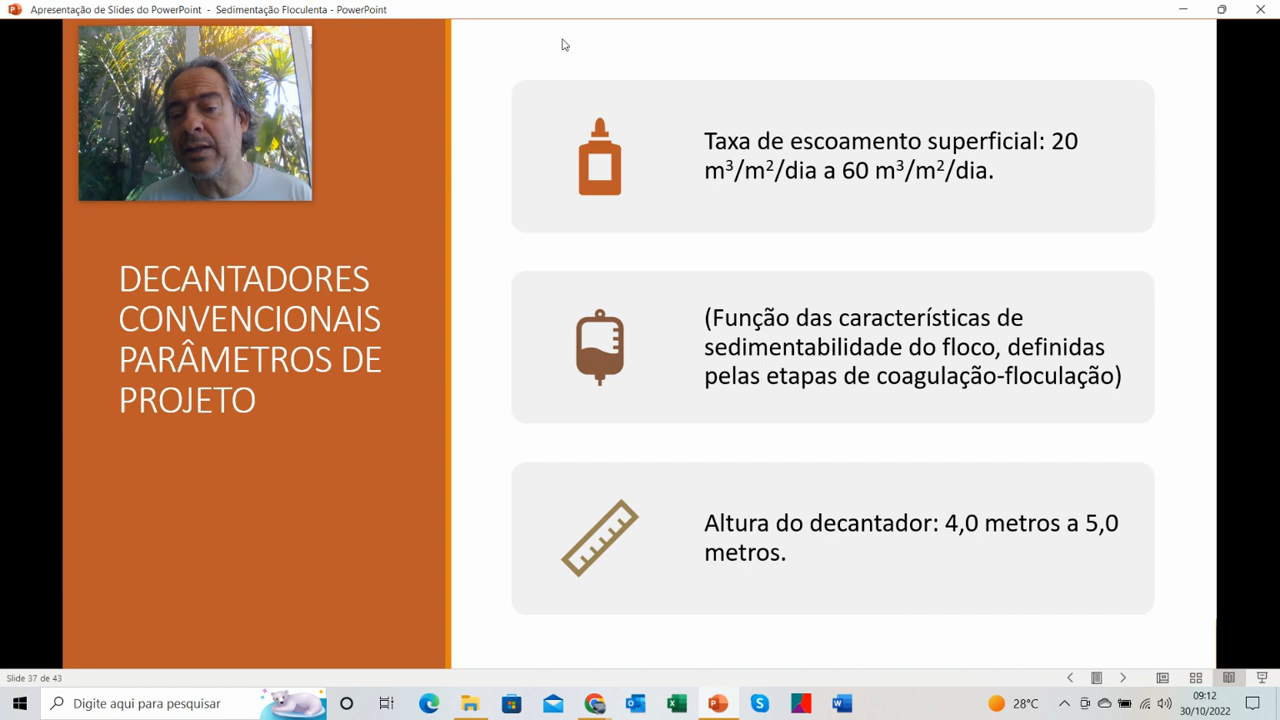 Apresentação de Slides do PowerPoint - Sedimentação Floculenta - PowerPoint
DECANTADORES
CONVENCIONAIS
PARÂMETROS DE
PROJETO
Taxa de escoamento superficial: 20
m³/m²/dia a 60 m³/m²/dia.
(Função das características de
sedimentabilidade do floco, definidas
pelas etapas de coagulação-floculação)
Altura do decantador: 4,0 metros a 5,0
metros.
Slide 37 de 43
Digite aqui para pesquisar
28°C
09:12
30/10/2022